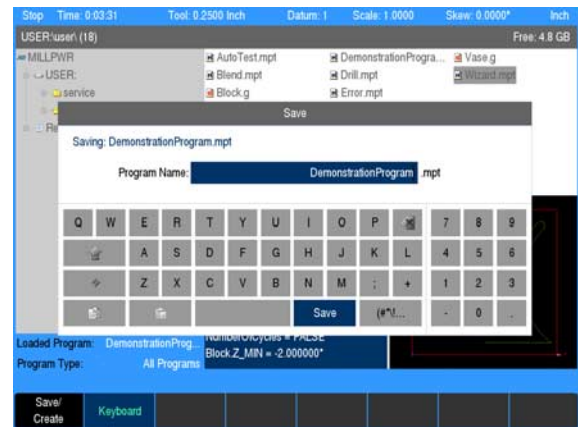 Stop Time: 0:03:31 Tool: 0.2500 Inch Datum: 1 Scale: 1.0000 Skew: 0.0000° Inch
USER:\user\ (18) Free: 4.8 GB
MILLPWR AutoTest.mpt DemonstrationProgra... Vase.g
USER: Blend.mpt Drill.mpt Wizard.mpt
service Block.g Error.mpt
Re
Save
Saving: DemonstrationProgram.mpt
Program Name: DemonstrationProgram .mpt
Q W E R T Y U I O P 7 8 9
A S D F G H J K L 4 5 6
Z X C V B N M ; + 1 2 3
Save - 0 .
Loaded Program: DemonstrationProg... NumberOfCycles = FALSE
Program Type: All Programs Block.Z_MIN = -2.000000"
Save/ Keyboard
Create